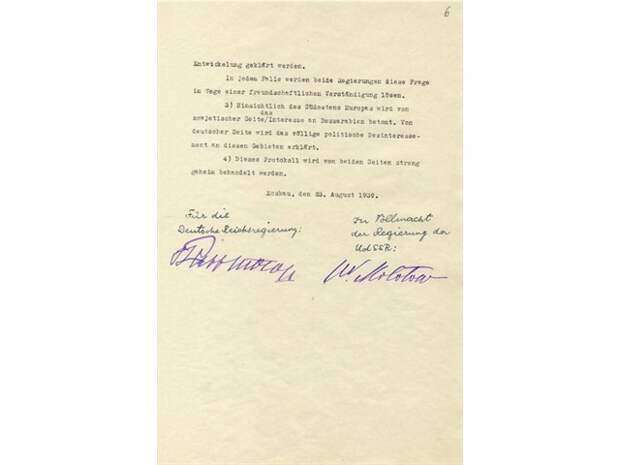 6
Entwickelung geklärt werden.
In jedem Falle werden beide Regierungen diese Frage
im Wege einer freundschaftlichen Verständigung lösen.
3) Hinsichtlich des Südostens Europas wird von
das
sowjetischer Seite/Interesse an Bessarabien betont. Von
deutscher Seite wird das völlige politische Desinteresse-
ment an diesen Gebieten erklärt.
4) Dieses Protokoll wird von beiden Seiten streng
geheim behandelt werden.
Moskau, den 23. August 1939.
Für die
Deutsche Reichsregierung:
In Vollmacht
der Regierung der
UdSSR:
W. Molotow